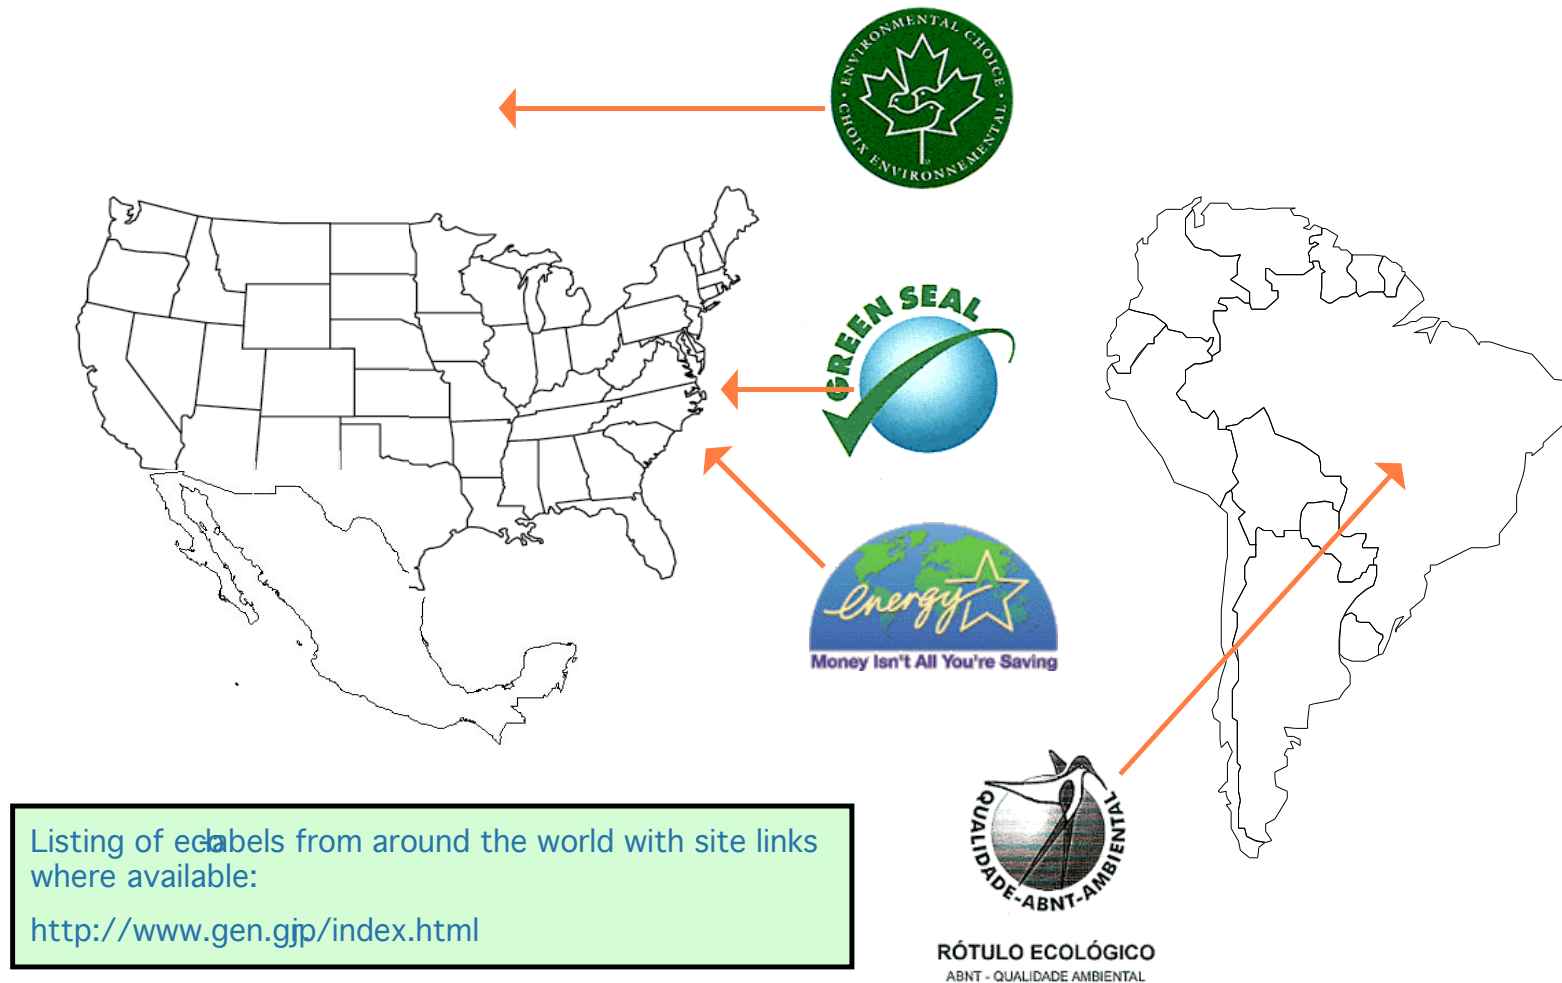 ENVIRONMENTAL CHOICE
CHOIX ENVIRONNEMENTAL
GREEN SEAL
energy
Money Isn't All You're Saving
QUALIDADE-ABNT-AMBIENTAL
RÓTULO ECOLÓGICO
ABNT - QUALIDADE AMBIENTAL
Listing of eco-labels from around the world with site links
where available:
http://www.gen.gr.jp/index.html